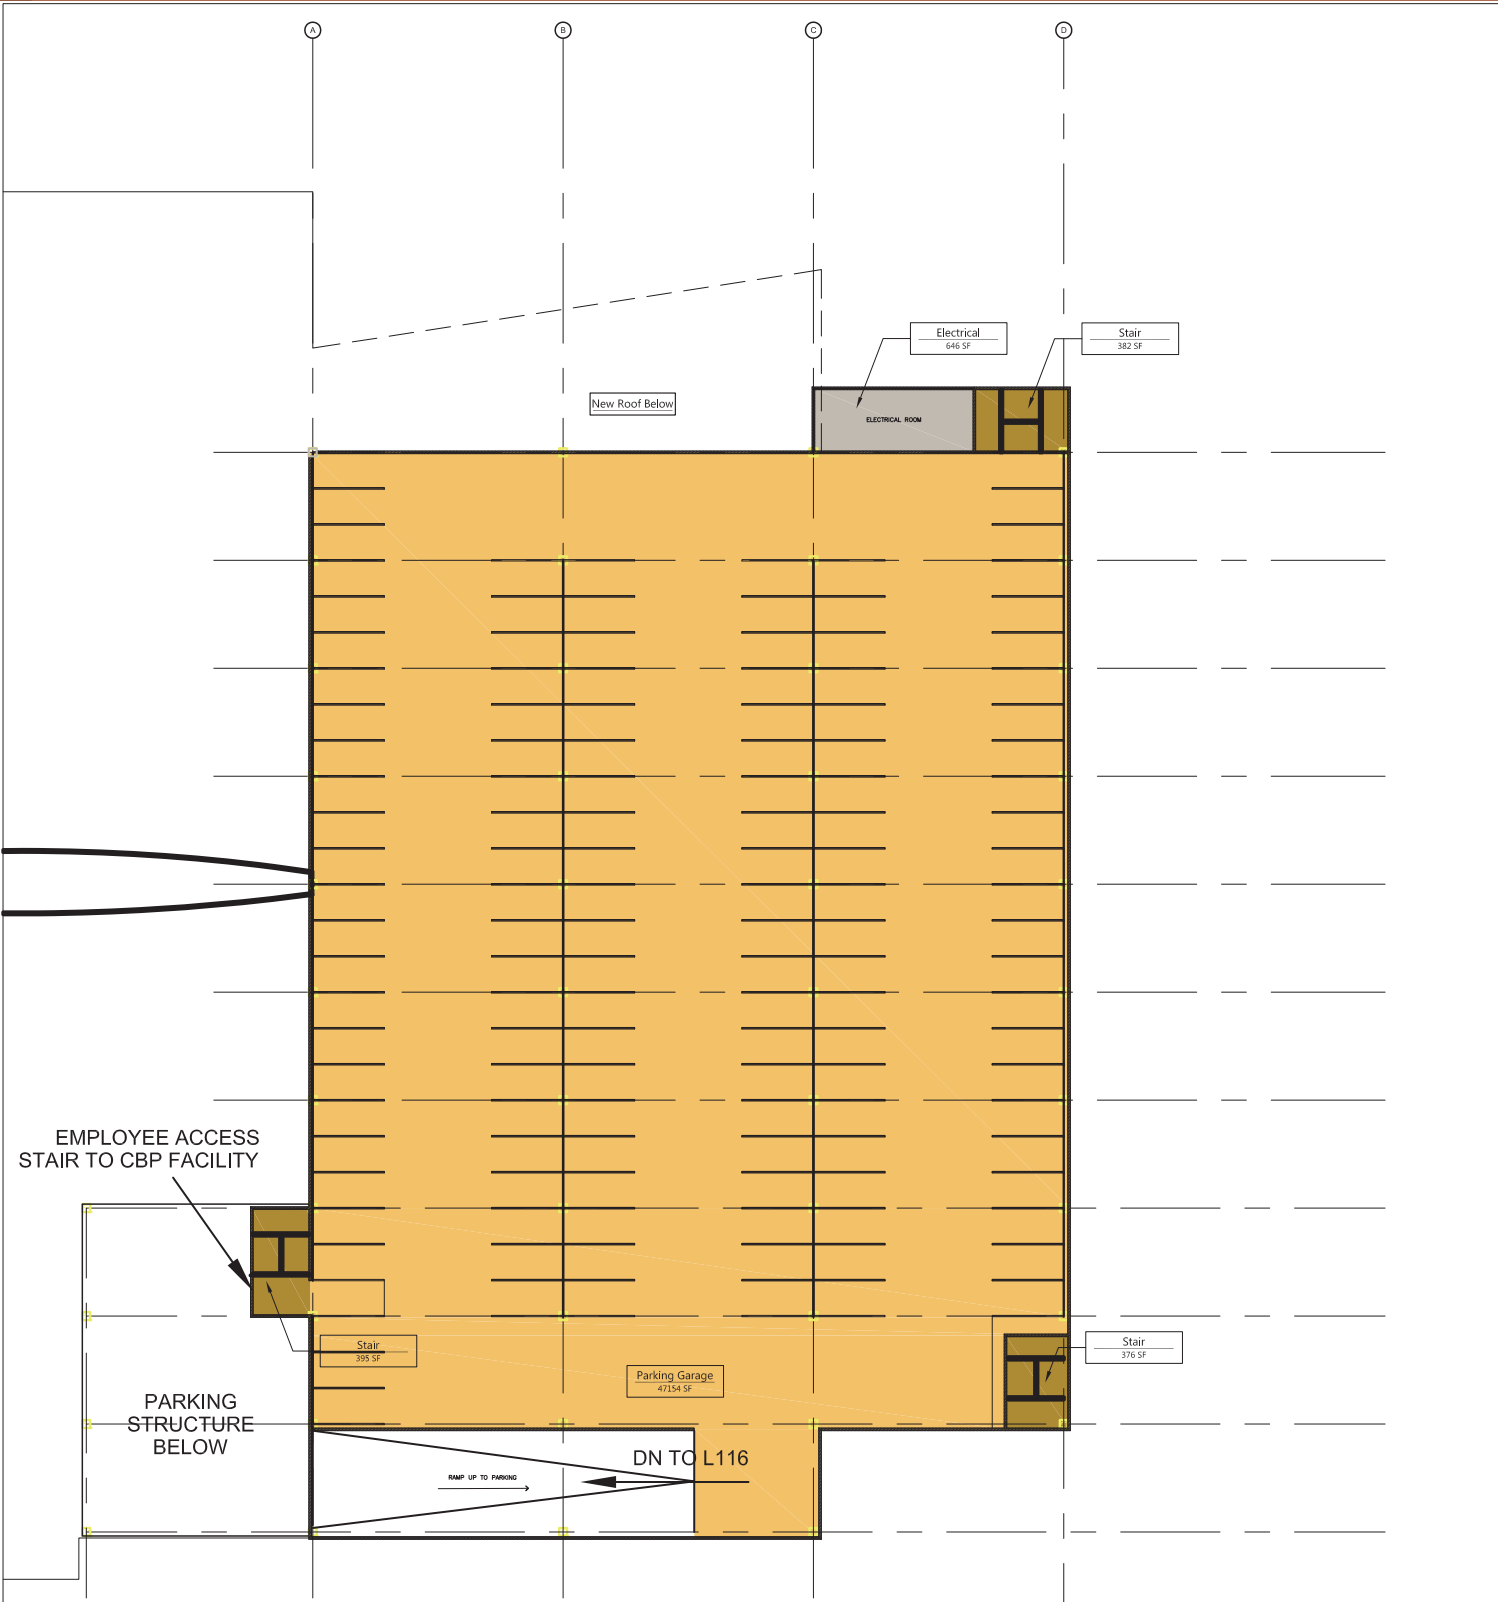 A
B
C
D
Electrical
646 SF
Stair
382 SF
New Roof Below
ELECTRICAL ROOM
EMPLOYEE ACCESS
STAIR TO CBP FACILITY
Stair
395 SF
Stair
376 SF
Parking Garage
47154 SF
PARKING
STRUCTURE
BELOW
DN TO L116
RAMP UP TO PARKING